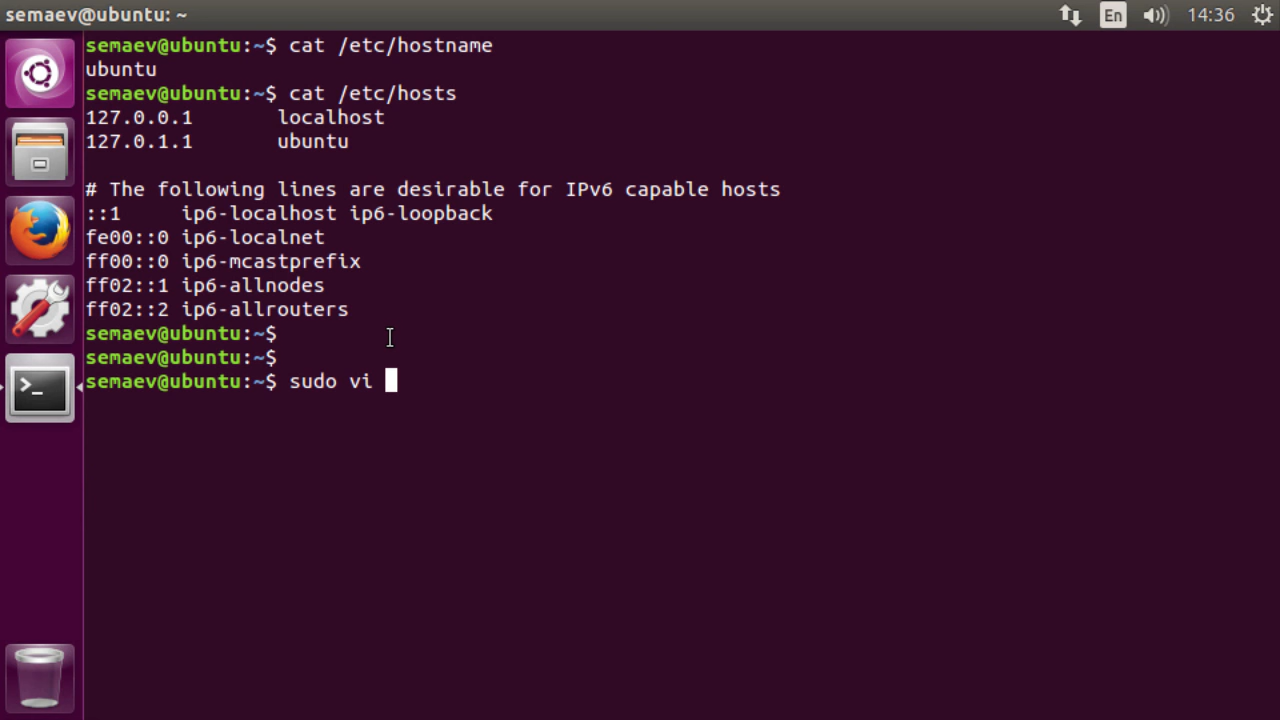 semaev@ubuntu: ~
En
14:36
semaev@ubuntu:~$ cat /etc/hostname
ubuntu
semaev@ubuntu:~$ cat /etc/hosts
127.0.0.1       localhost
127.0.1.1       ubuntu

# The following lines are desirable for IPv6 capable hosts
::1     ip6-localhost ip6-loopback
fe00::0 ip6-localnet
ff00::0 ip6-mcastprefix
ff02::1 ip6-allnodes
ff02::2 ip6-allrouters
semaev@ubuntu:~$
semaev@ubuntu:~$
semaev@ubuntu:~$ sudo vi
>_